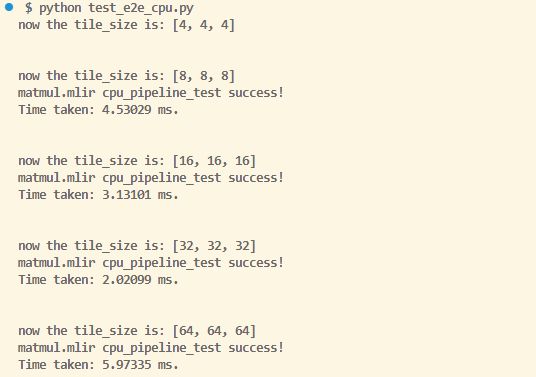 $ python test_e2e_cpu.py
now the tile_size is: [4, 4, 4]
now the tile_size is: [8, 8, 8]
matmul.mlir cpu_pipeline_test success!
Time taken: 4.53029 ms.
now the tile_size is: [16, 16, 16]
matmul.mlir cpu_pipeline_test success!
Time taken: 3.13101 ms.
now the tile_size is: [32, 32, 32]
matmul.mlir cpu_pipeline_test success!
Time taken: 2.02099 ms.
now the tile_size is: [64, 64, 64]
matmul.mlir cpu_pipeline_test success!
Time taken: 5.97335 ms.